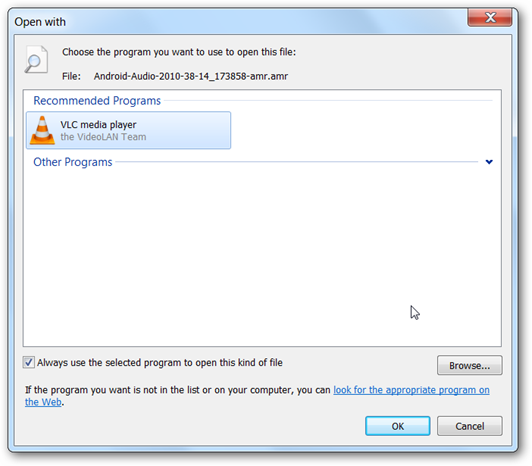 Open with
Choose the program you want to use to open this file:
File: Android-Audio-2010-38-14_173858-amr.amr
Recommended Programs
VLC media player
the VideoLAN Team
Other Programs
Always use the selected program to open this kind of file
Browse...
If the program you want is not in the list or on your computer, you can look for the appropriate program on
the Web.
OK
Cancel